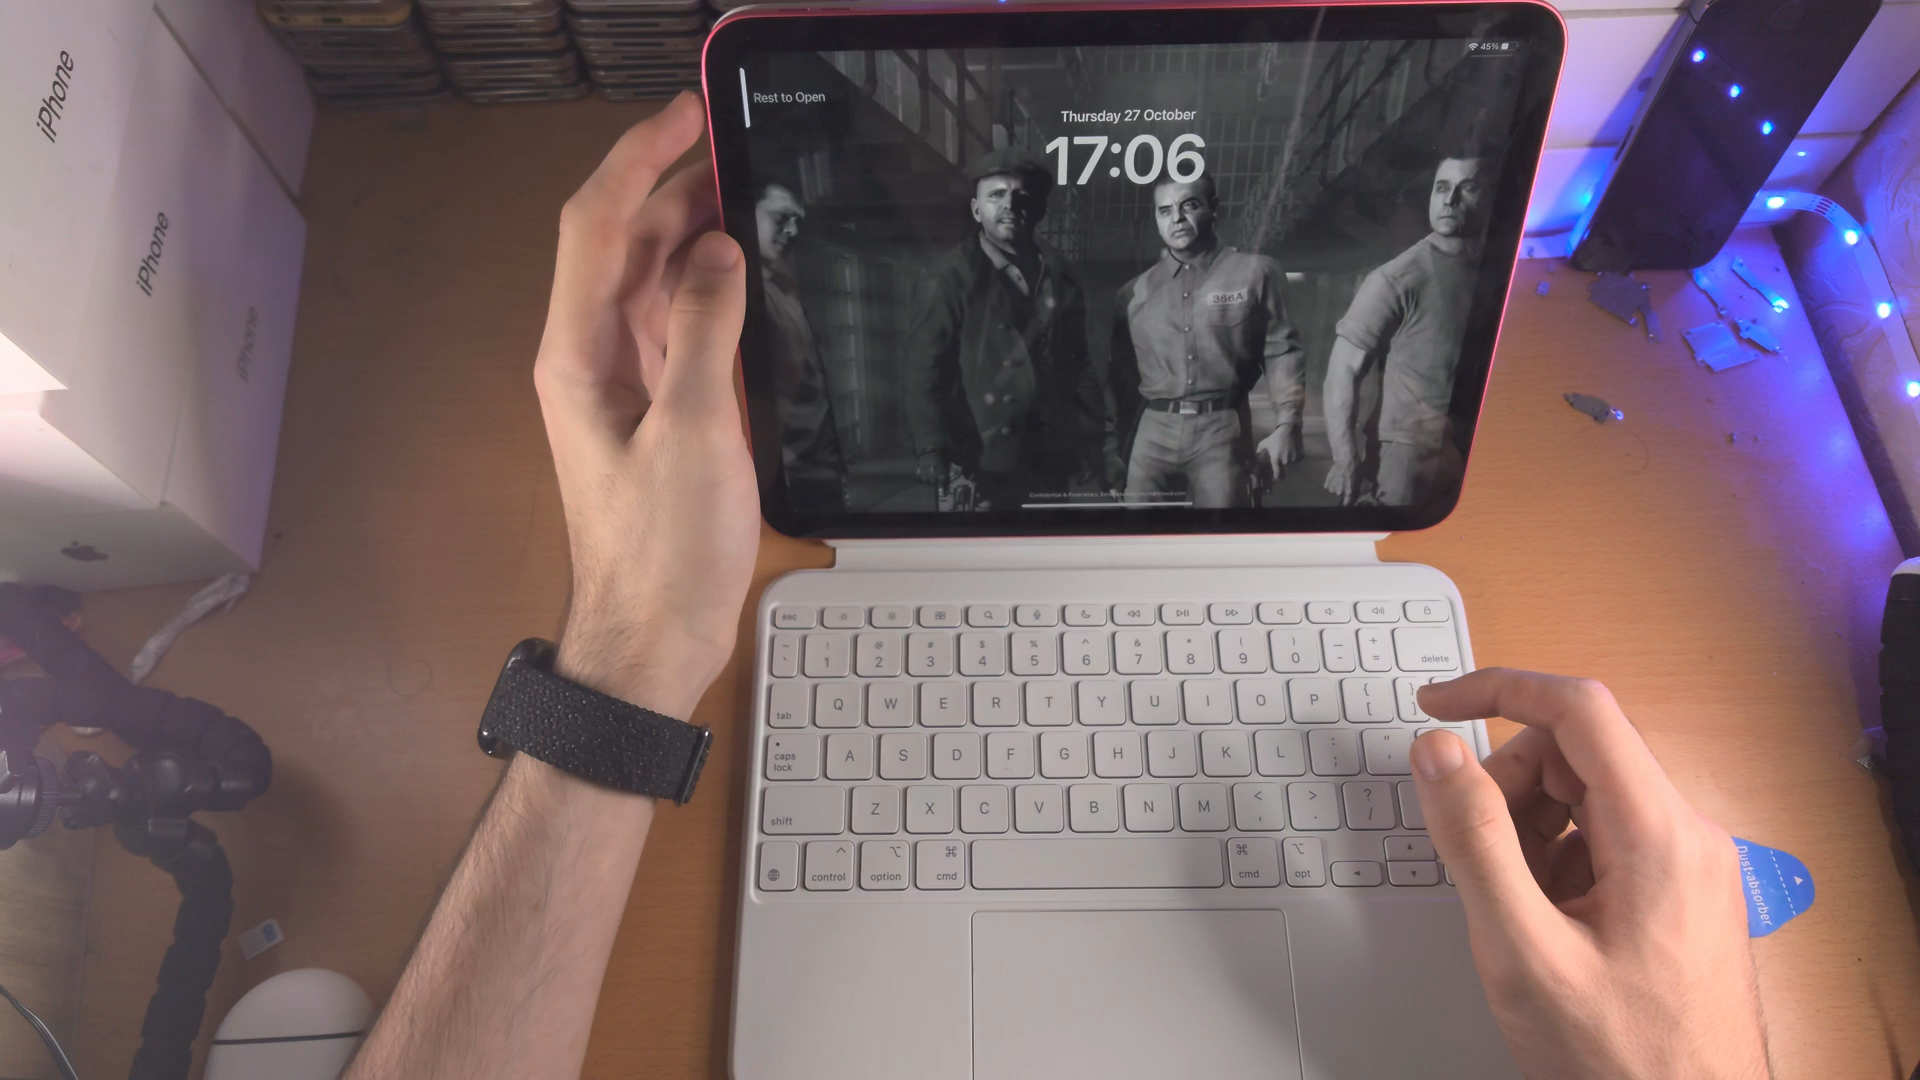 iPhone
iPhone
iPhone
45%
Rest to Open
Thursday 27 October
17:06
386A
esc
~ ! @ # $ % ^ & * ( ) — +
` 1 2 3 4 5 6 7 8 9 0 - = delete
tab Q W E R T Y U I O P { [ } ]
caps lock A S D F G H J K L : ; " '
shift Z X C V B N M < , > . ? /
control option cmd cmd opt
Dust-absorber